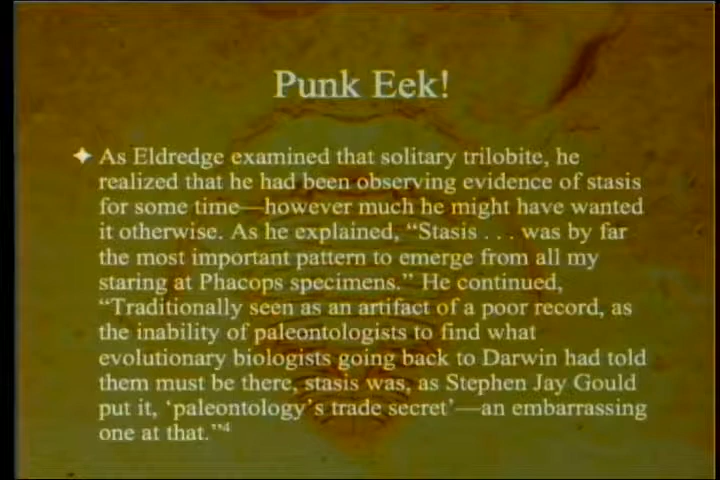 Punk Eek!
✦ As Eldredge examined that solitary trilobite, he
realized that he had been observing evidence of stasis
for some time—however much he might have wanted
it otherwise. As he explained, “Stasis . . . was by far
the most important pattern to emerge from all my
staring at Phacops specimens.” He continued,
“Traditionally seen as an artifact of a poor record, as
the inability of paleontologists to find what
evolutionary biologists going back to Darwin had told
them must be there, stasis was, as Stephen Jay Gould
put it, ‘paleontology’s trade secret’—an embarrassing
one at that.”4